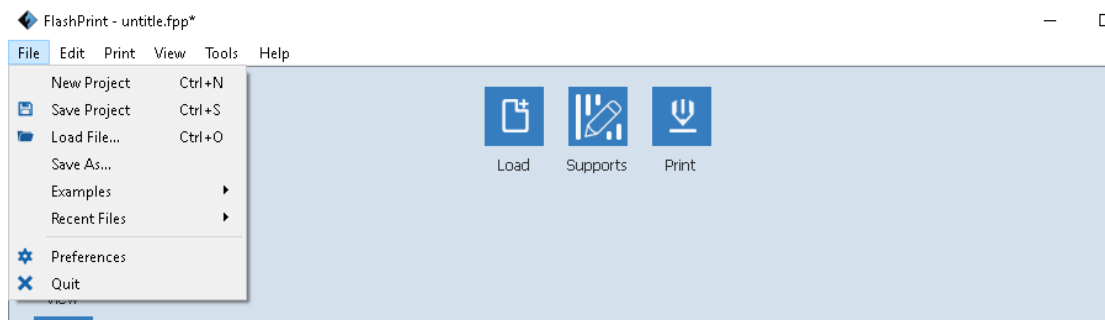 FlashPrint - untitle.fpp*
File Edit Print View Tools Help
New Project Ctrl+N
Save Project Ctrl+S
Load File... Ctrl+O
Save As...
Examples
Recent Files
Preferences
Quit
Load Supports Print
View